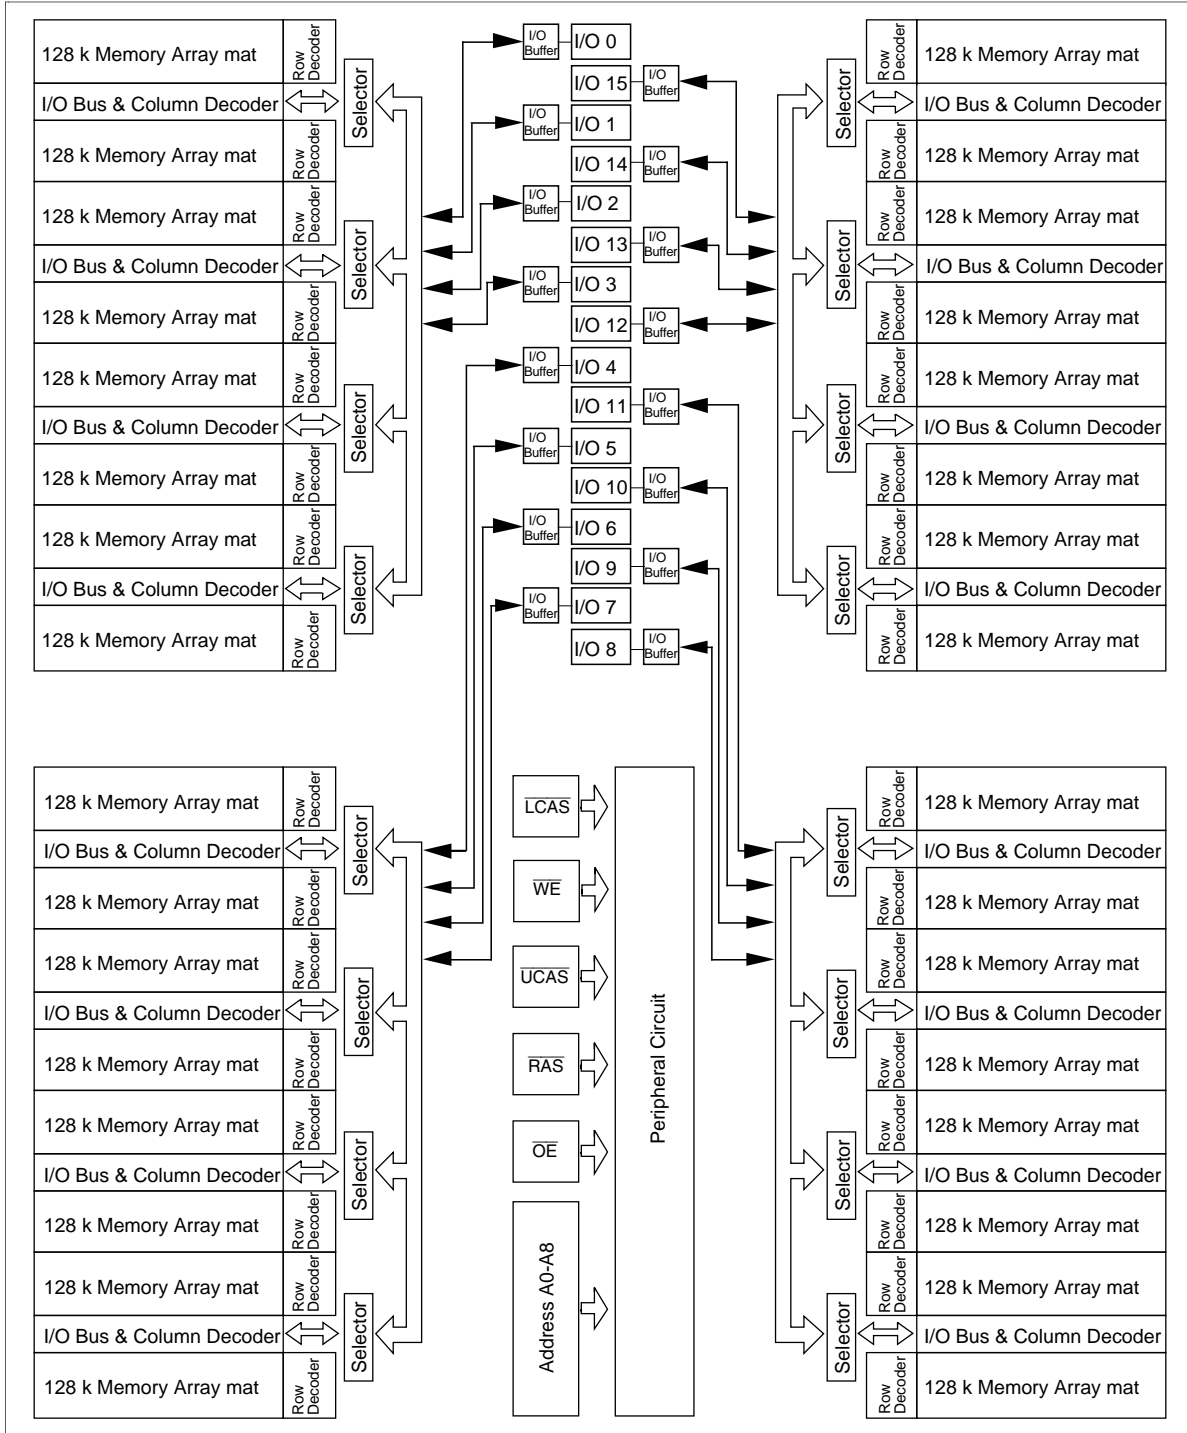 128 k Memory Array mat
Row Decoder
I/O Bus & Column Decoder
Selector
128 k Memory Array mat
Row Decoder
128 k Memory Array mat
Row Decoder
I/O Bus & Column Decoder
Selector
128 k Memory Array mat
Row Decoder
128 k Memory Array mat
Row Decoder
I/O Bus & Column Decoder
Selector
128 k Memory Array mat
Row Decoder
128 k Memory Array mat
Row Decoder
I/O Bus & Column Decoder
Selector
128 k Memory Array mat
Row Decoder
I/O Buffer
I/O 0
I/O 15
I/O Buffer
I/O Buffer
I/O 1
I/O 14
I/O Buffer
I/O Buffer
I/O 2
I/O 13
I/O Buffer
I/O Buffer
I/O 3
I/O 12
I/O Buffer
I/O Buffer
I/O 4
I/O 11
I/O Buffer
I/O Buffer
I/O 5
I/O 10
I/O Buffer
I/O Buffer
I/O 6
I/O 9
I/O Buffer
I/O Buffer
I/O 7
I/O 8
I/O Buffer
Row Decoder
128 k Memory Array mat
Selector
I/O Bus & Column Decoder
Row Decoder
128 k Memory Array mat
Row Decoder
128 k Memory Array mat
Selector
I/O Bus & Column Decoder
Row Decoder
128 k Memory Array mat
Row Decoder
128 k Memory Array mat
Selector
I/O Bus & Column Decoder
Row Decoder
128 k Memory Array mat
Row Decoder
128 k Memory Array mat
Selector
I/O Bus & Column Decoder
Row Decoder
128 k Memory Array mat
128 k Memory Array mat
Row Decoder
I/O Bus & Column Decoder
Selector
128 k Memory Array mat
Row Decoder
128 k Memory Array mat
Row Decoder
I/O Bus & Column Decoder
Selector
128 k Memory Array mat
Row Decoder
128 k Memory Array mat
Row Decoder
I/O Bus & Column Decoder
Selector
128 k Memory Array mat
Row Decoder
128 k Memory Array mat
Row Decoder
I/O Bus & Column Decoder
Selector
128 k Memory Array mat
Row Decoder
LCAS
WE
UCAS
RAS
OE
Address A0-A8
Peripheral Circuit
Row Decoder
128 k Memory Array mat
Selector
I/O Bus & Column Decoder
Row Decoder
128 k Memory Array mat
Row Decoder
128 k Memory Array mat
Selector
I/O Bus & Column Decoder
Row Decoder
128 k Memory Array mat
Row Decoder
128 k Memory Array mat
Selector
I/O Bus & Column Decoder
Row Decoder
128 k Memory Array mat
Row Decoder
128 k Memory Array mat
Selector
I/O Bus & Column Decoder
Row Decoder
128 k Memory Array mat